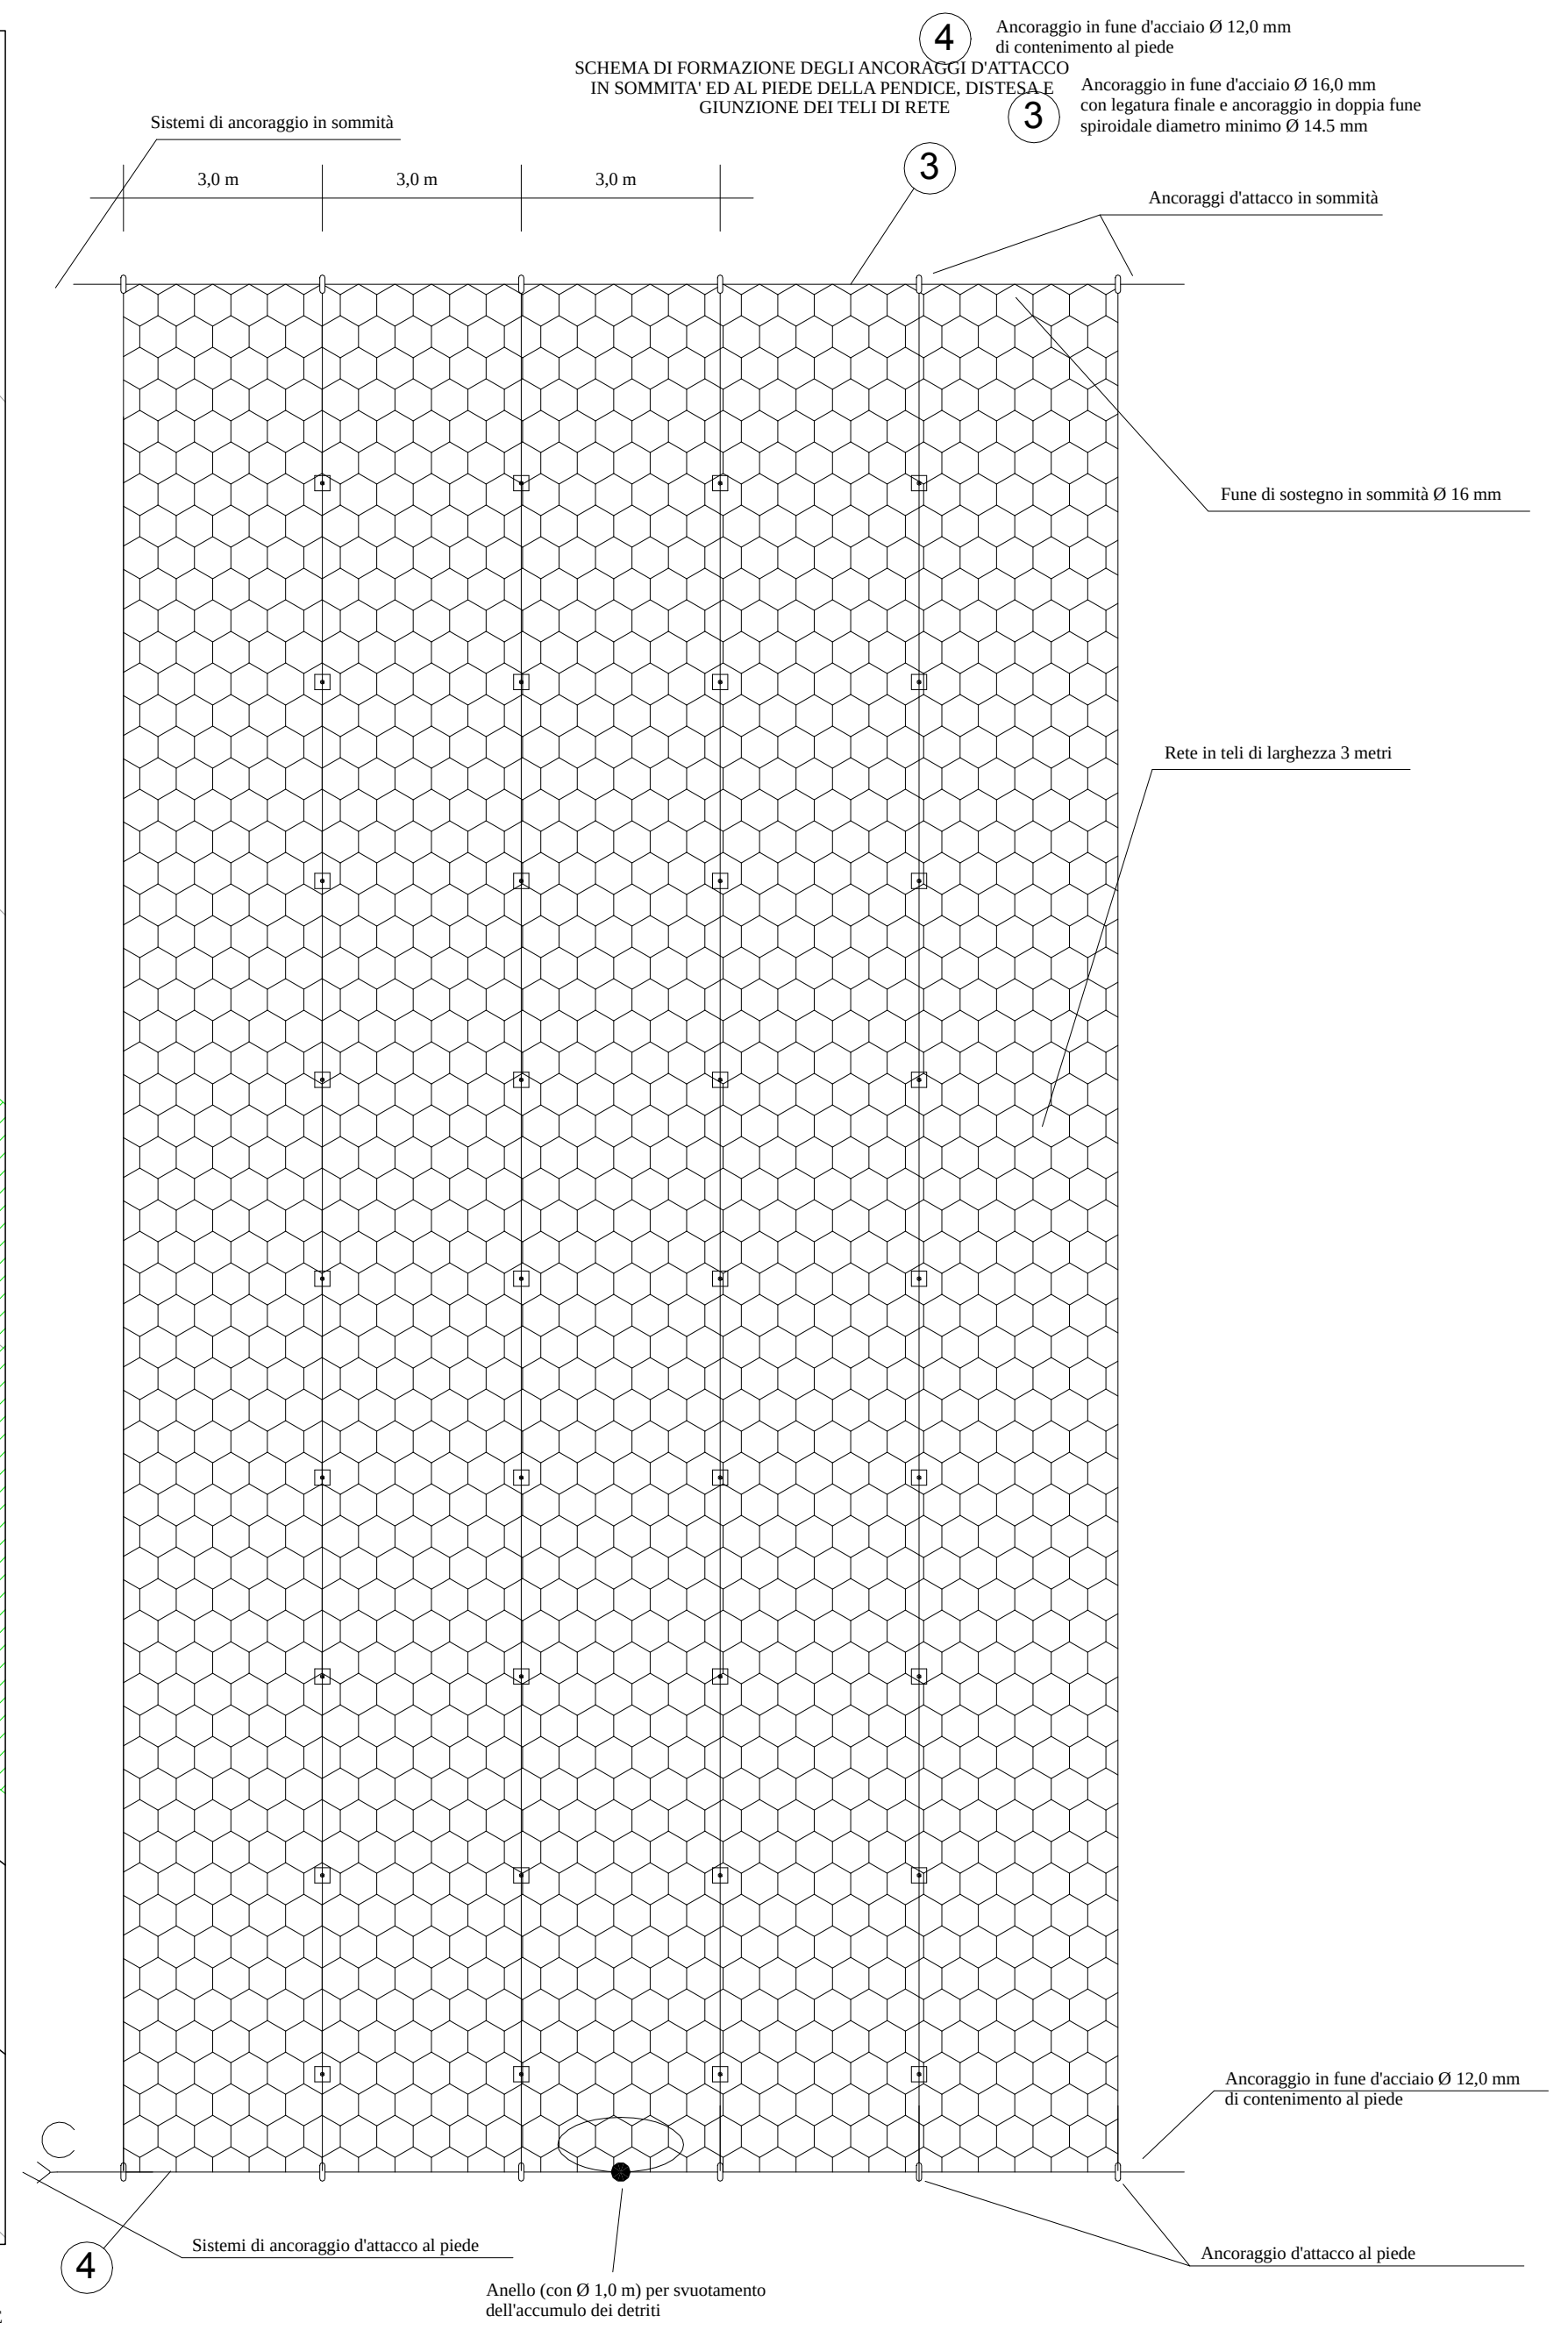 4
Ancoraggio in fune d'acciaio Ø 12,0 mm
di contenimento al piede
SCHEMA DI FORMAZIONE DEGLI ANCORAGGI D'ATTACCO
IN SOMMITA' ED AL PIEDE DELLA PENDICE, DISTESA E
GIUNZIONE DEI TELI DI RETE
3
Ancoraggio in fune d'acciaio Ø 16,0 mm
con legatura finale e ancoraggio in doppia fune
spiroidale diametro minimo Ø 14.5 mm
Sistemi di ancoraggio in sommità
3
3,0 m
3,0 m
3,0 m
Ancoraggi d'attacco in sommità
Fune di sostegno in sommità Ø 16 mm
Rete in teli di larghezza 3 metri
Ancoraggio in fune d'acciaio Ø 12,0 mm
di contenimento al piede
4
Sistemi di ancoraggio d'attacco al piede
Ancoraggio d'attacco al piede
Anello (con Ø 1,0 m) per svuotamento
dell'accumulo dei detriti